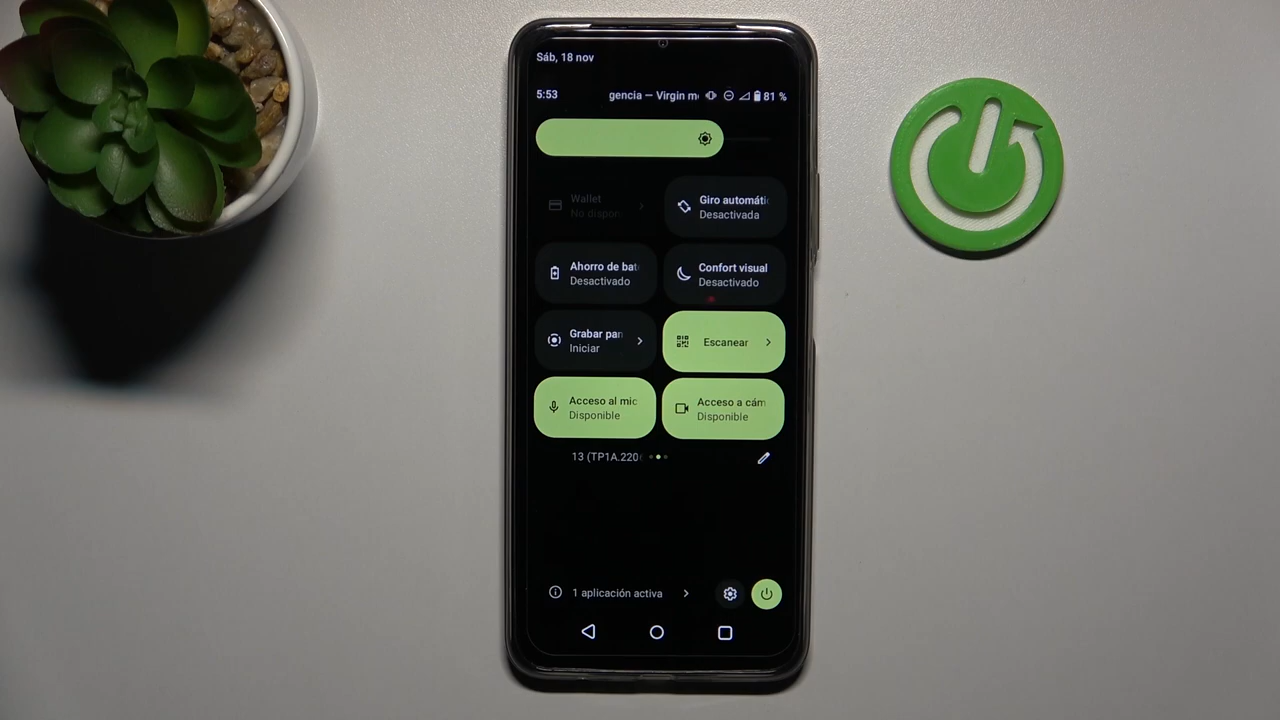 Sáb, 18 nov
5:53
gencia — Virgin m
81 %
Wallet
No dispon
Giro automáti
Desactivada
Ahorro de bat
Desactivado
Confort visual
Desactivado
Grabar pan
Iniciar
Escanear
Acceso al mic
Disponible
Acceso a cám
Disponible
13 (TP1A.220
1 aplicación activa